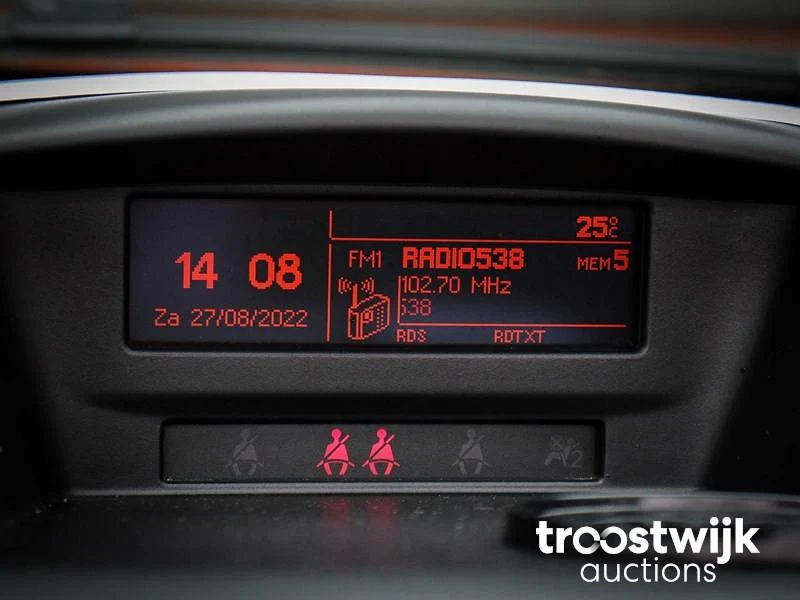 25°C
14 08
FM1 RADIO538 MEM5
102.70 MHz
538
Za 27/08/2022
RDS RDTXT
2
troostwijk
auctions